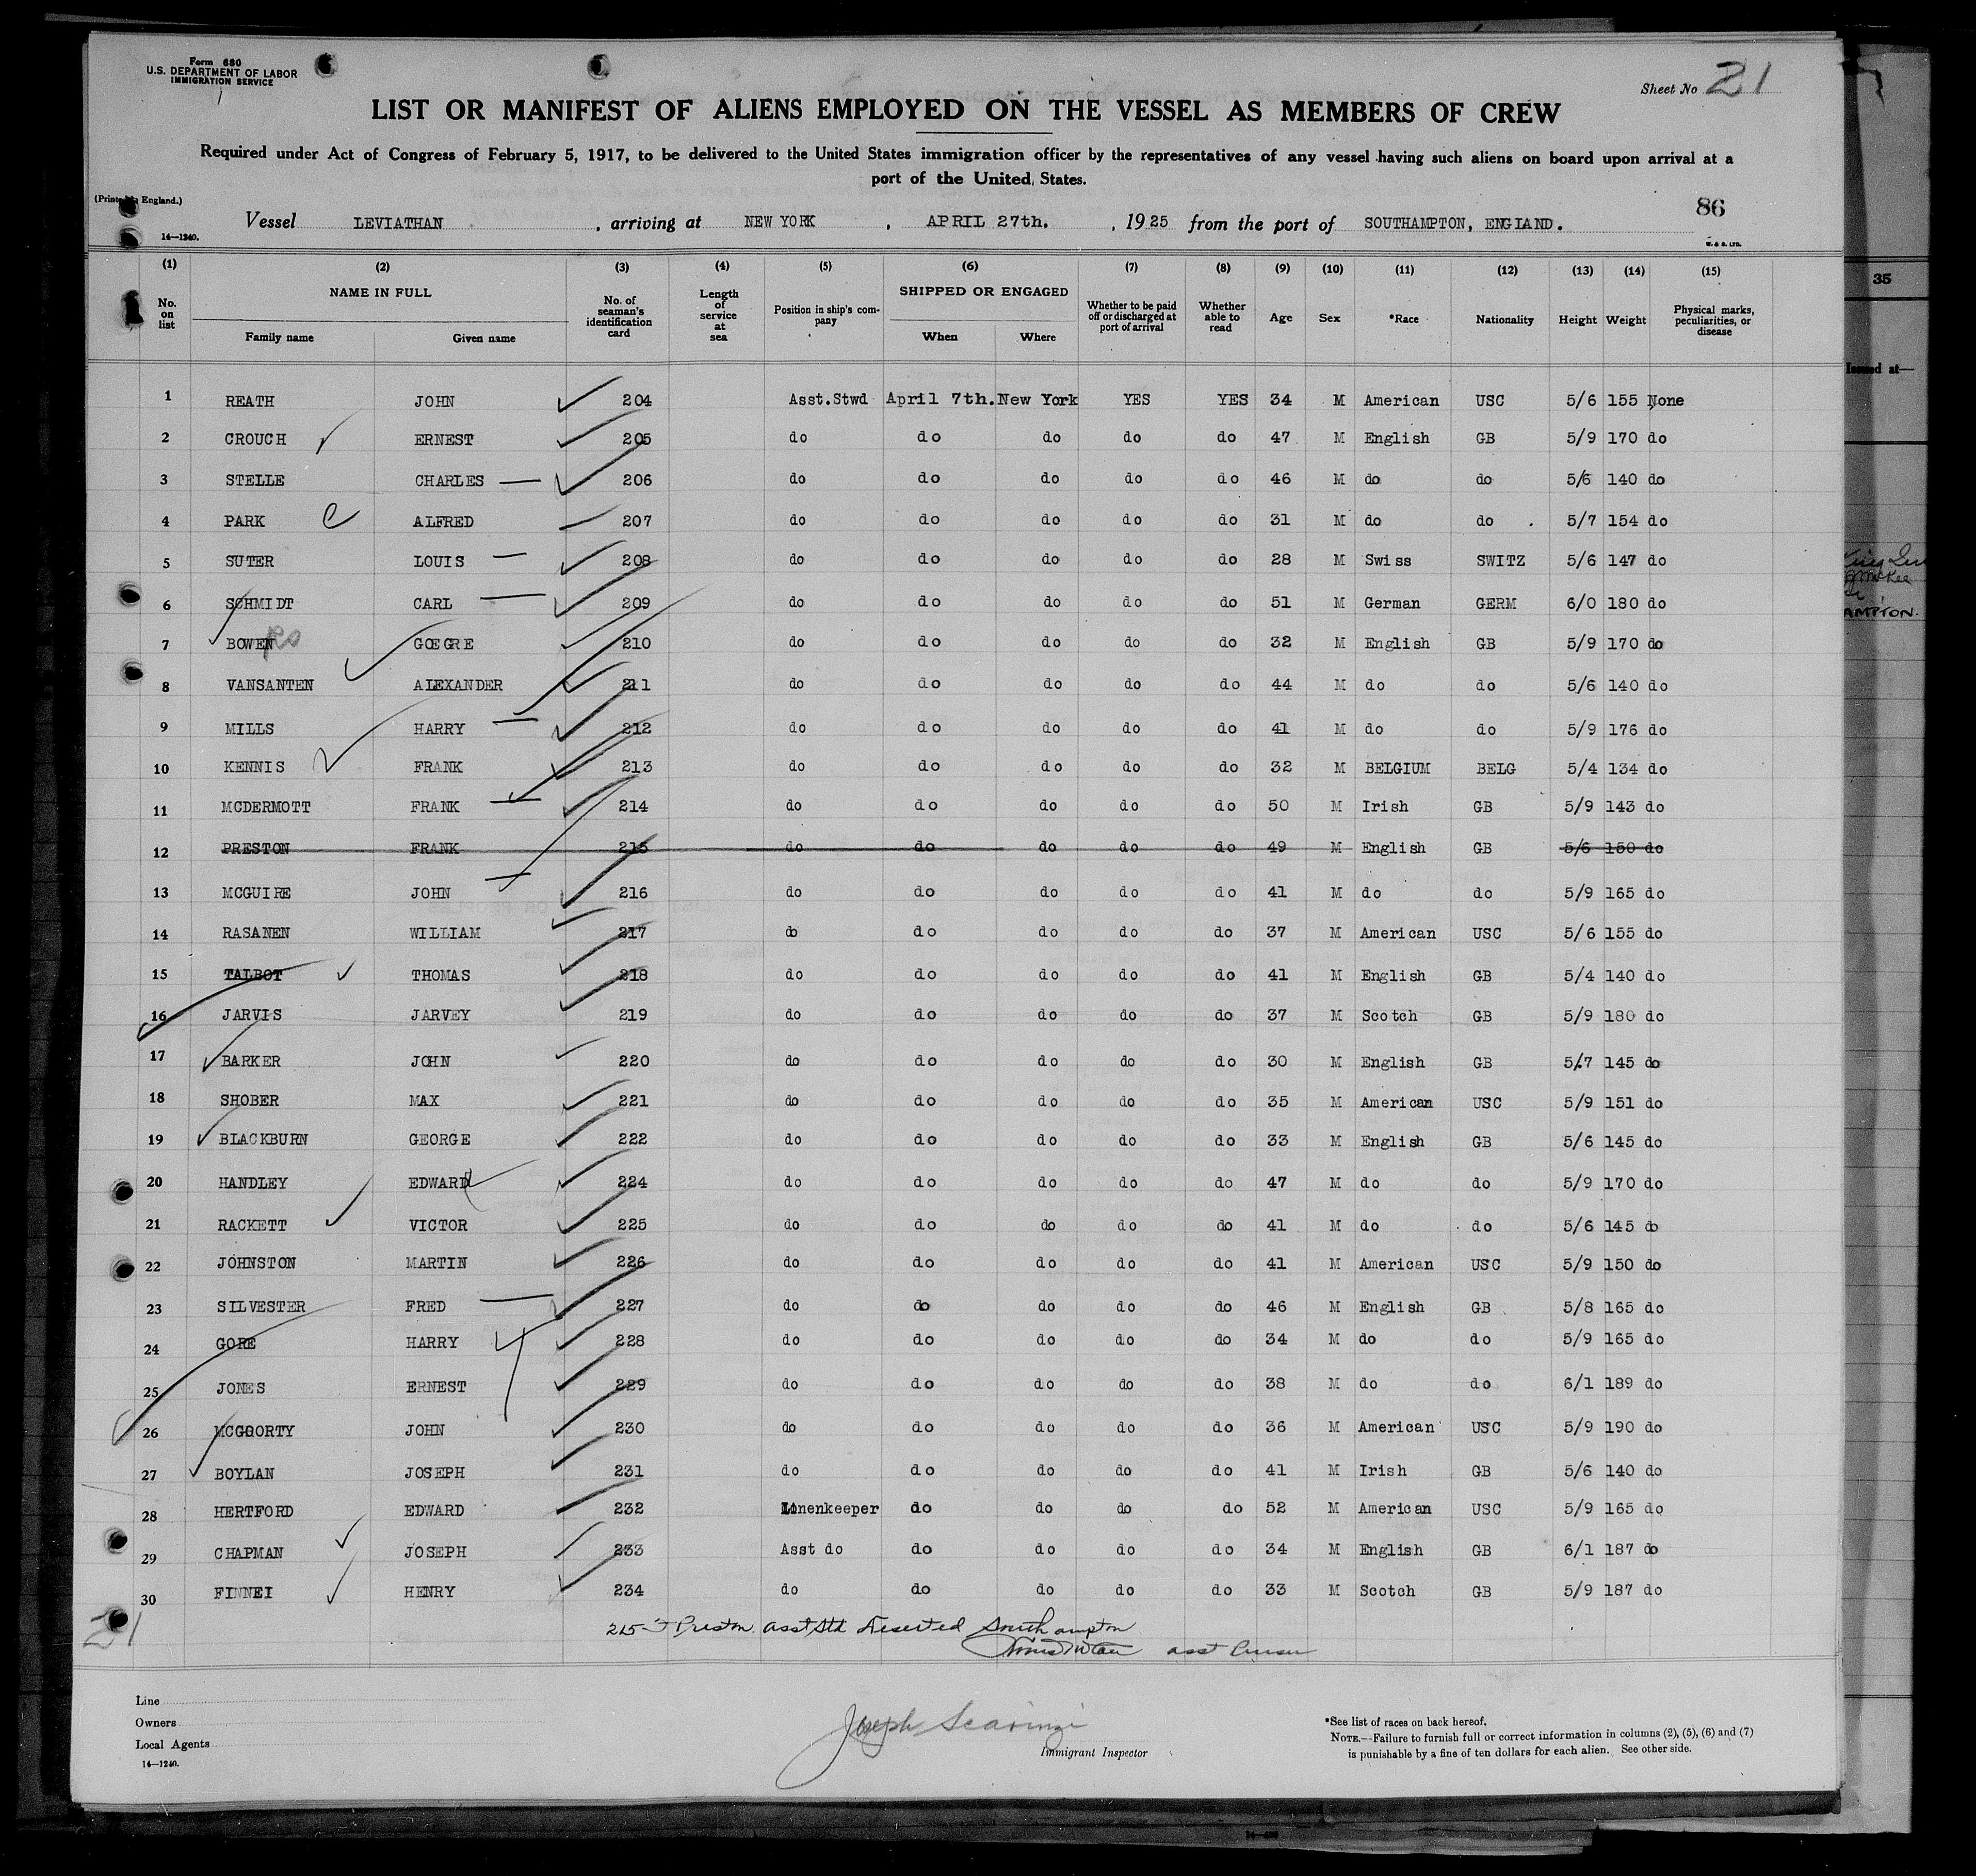 Form 680
U.S. DEPARTMENT OF LABOR
IMMIGRATION SERVICE
Sheet No 21
LIST OR MANIFEST OF ALIENS EMPLOYED ON THE VESSEL AS MEMBERS OF CREW
Required under Act of Congress of February 5, 1917, to be delivered to the United States immigration officer by the representatives of any vessel having such aliens on board upon arrival at a
port of the United States.
(Printed in England.)
86
Vessel LEVIATHAN, arriving at NEW YORK, APRIL 27th., 1925 from the port of SOUTHAMPTON, ENGLAND.
14—1240.
W. & S. LTD.
(1) (2) (3) (4) (5) (6) (7) (8) (9) (10) (11) (12) (13) (14) (15)
No. on list NAME IN FULL Family name Given name No. of seaman's identification card Length of service at sea Position in ship's company SHIPPED OR ENGAGED When Where Whether to be paid off or discharged at port of arrival Whether able to read Age Sex *Race Nationality Height Weight Physical marks, peculiarities, or disease
35
Issued at—
1 REATH JOHN 204 Asst.Stwd April 7th. New York YES YES 34 M American USC 5/6 155 None
2 CROUCH ERNEST 205 do do do do do 47 M English GB 5/9 170 do
3 STELLE CHARLES 206 do do do do do 46 M do do 5/6 140 do
4 PARK ALFRED 207 do do do do do 31 M do do 5/7 154 do
5 SUTER LOUIS 208 do do do do do 28 M Swiss SWITZ 5/6 147 do
6 SCHMIDT CARL 209 do do do do do 51 M German GERM 6/0 180 do
7 BOWEN GOEGRE 210 do do do do do 32 M English GB 5/9 170 do
8 VANSANTEN ALEXANDER 211 do do do do do 44 M do do 5/6 140 do
9 MILLS HARRY 212 do do do do do 41 M do do 5/9 176 do
10 KENNIS FRANK 213 do do do do do 32 M BELGIUM BELG 5/4 134 do
11 MCDERMOTT FRANK 214 do do do do do 50 M Irish GB 5/9 143 do
12 PRESTON FRANK 215 do do do do do 49 M English GB 5/6 150 do
13 MCGUIRE JOHN 216 do do do do do 41 M do do 5/9 165 do
14 RASANEN WILLIAM 217 do do do do do 37 M American USC 5/6 155 do
15 TALBOT THOMAS 218 do do do do do 41 M English GB 5/4 140 do
16 JARVIS JARVEY 219 do do do do do 37 M Scotch GB 5/9 180 do
17 BARKER JOHN 220 do do do do do 30 M English GB 5/7 145 do
18 SHOBER MAX 221 do do do do do 35 M American USC 5/9 151 do
19 BLACKBURN GEORGE 222 do do do do do 33 M English GB 5/6 145 do
20 HANDLEY EDWARD 224 do do do do do 47 M do do 5/9 170 do
21 RACKETT VICTOR 225 do do do do do 41 M do do 5/6 145 do
22 JOHNSTON MARTIN 226 do do do do do 41 M American USC 5/9 150 do
23 SILVESTER FRED 227 do do do do do 46 M English GB 5/8 165 do
24 GORE HARRY 228 do do do do do 34 M do do 5/9 165 do
25 JONES ERNEST 229 do do do do do 38 M do do 6/1 189 do
26 MCGOORTY JOHN 230 do do do do do 36 M American USC 5/9 190 do
27 BOYLAN JOSEPH 231 do do do do do 41 M Irish GB 5/6 140 do
28 HERTFORD EDWARD 232 Linenkeeper do do do do 52 M American USC 5/9 165 do
29 CHAPMAN JOSEPH 233 Asst do do do do do 34 M English GB 6/1 187 do
30 FINNEI HENRY 234 do do do do do 33 M Scotch GB 5/9 187 do
21
215 - F Preston. asst Std Deserted Southampton
asst Purser
Line
Owners
Local Agents
14—1240.
Joseph Scarinzi
Immigrant Inspector
*See list of races on back hereof.
NOTE.—Failure to furnish full or correct information in columns (2), (5), (6) and (7)
is punishable by a fine of ten dollars for each alien. See other side.